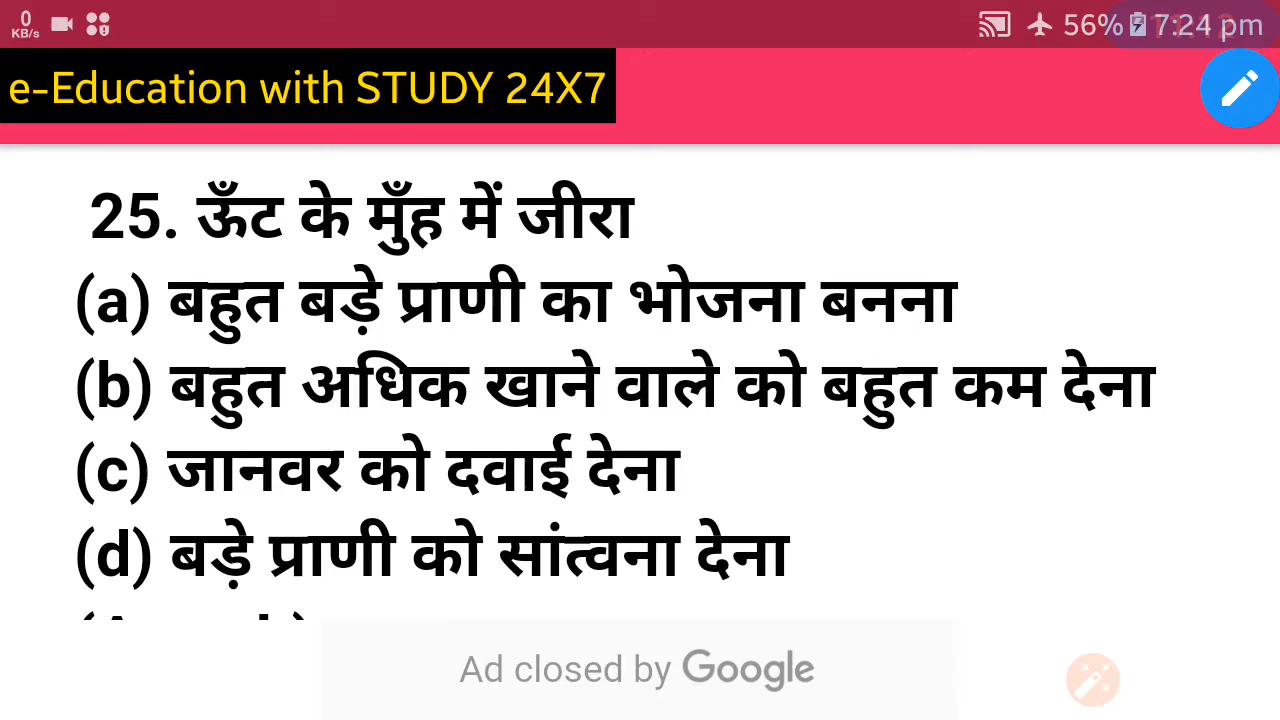 0
KB/s
56% 7:24 pm
e-Education with STUDY 24X7
25. ऊँट के मुँह में जीरा
(a) बहुत बड़े प्राणी का भोजना बनना
(b) बहुत अधिक खाने वाले को बहुत कम देना
(c) जानवर को दवाई देना
(d) बड़े प्राणी को सांत्वना देना
Ad closed by Google